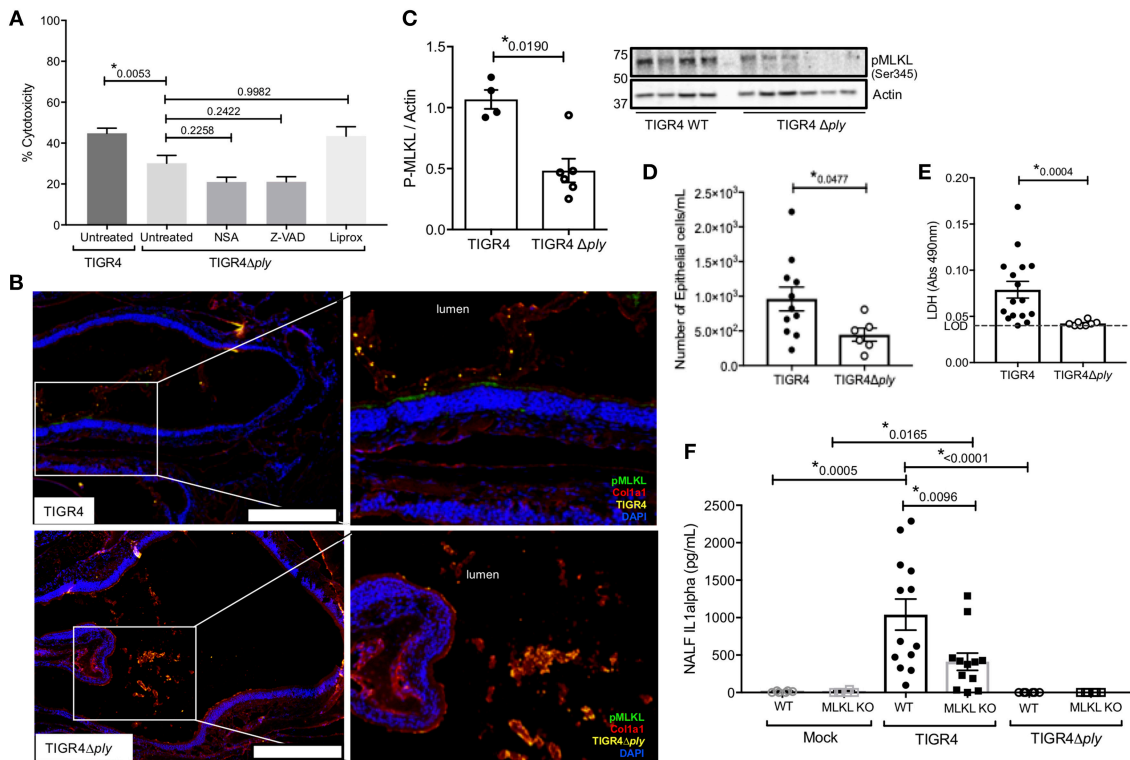 A
100
80
60
40
20
0
% Cytotoxicity
*0.0053
0.9982
0.2422
0.2258
Untreated Untreated NSA Z-VAD Liprox
TIGR4 TIGR4Δply
C
1.5
1.0
0.5
0.0
P-MLKL / Actin
*0.0190
TIGR4 TIGR4 Δply
75
50
37
pMLKL
(Ser345)
Actin
TIGR4 WT TIGR4 Δply
D
2.5×10³
2.0×10³
1.5×10³
1.0×10³
5.0×10²
0.0
Number of Epithelial cells/mL
*0.0477
TIGR4 TIGR4Δply
E
0.20
0.15
0.10
0.05
LOD
0.00
LDH (Abs 490nm)
*0.0004
TIGR4 TIGR4Δply
B
lumen
TIGR4
pMLKL
Col1a1
TIGR4
DAPI
lumen
TIGR4Δply
pMLKL
Col1a1
TIGR4Δply
DAPI
F
*0.0165
*0.0005
*<0.0001
*0.0096
2500
2000
1500
1000
500
0
NALF IL1alpha (pg/mL)
WT MLKL KO WT MLKL KO WT MLKL KO
Mock TIGR4 TIGR4Δply